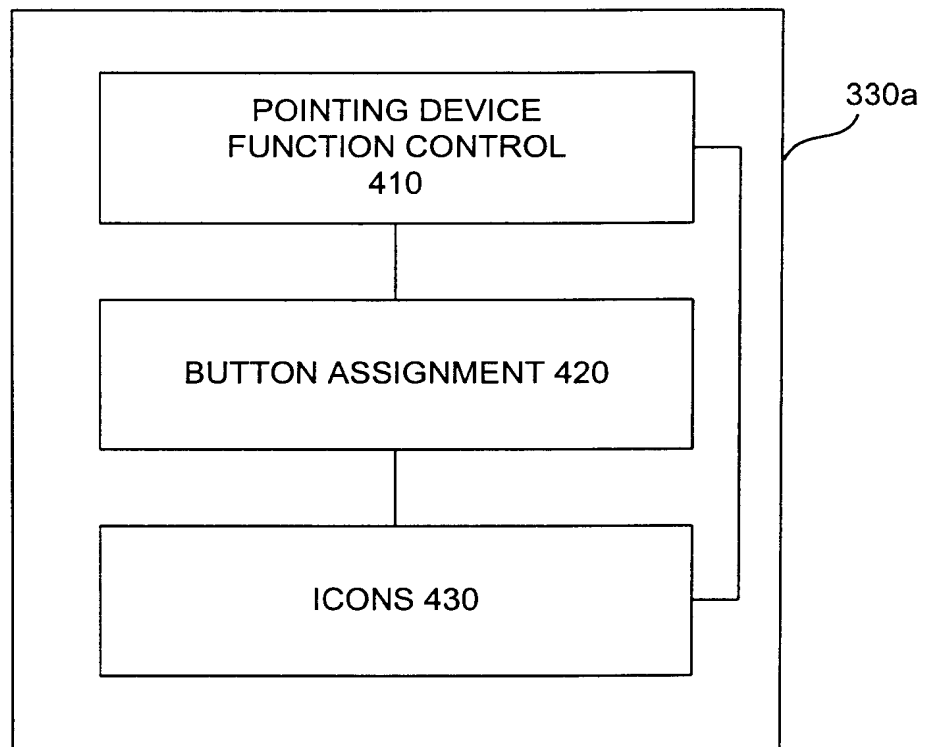 POINTING DEVICE
FUNCTION CONTROL
410
330a
BUTTON ASSIGNMENT 420
ICONS 430